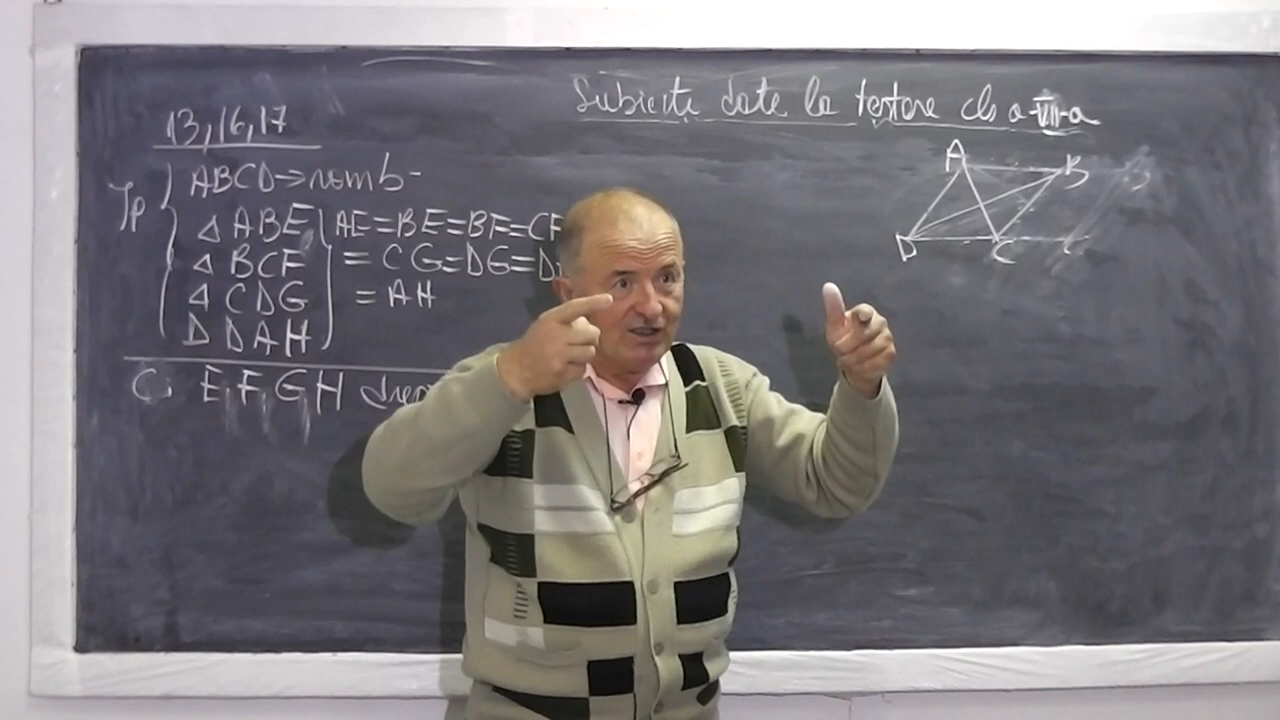 Subiecte date la testare cls a-VII-a
13,16,17
Ip ABCD→romb
△ ABE AE=BE=BF=CF
△ BCF = CG=DG=D
△ CDG = AH
D DAH
C: E,F,G,H
A B
D C